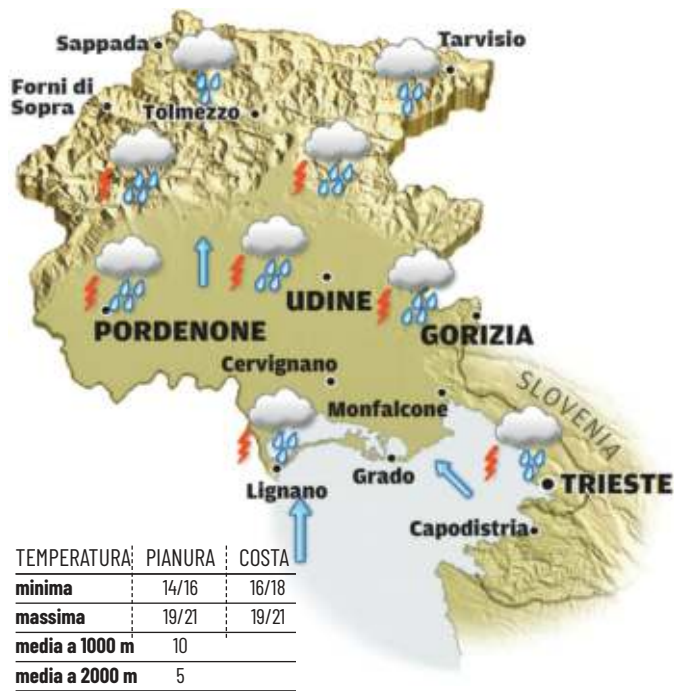 Sappada
Tarvisio
Forni di
Sopra
Tolmezzo
UDINE
PORDENONE
GORIZIA
Cervignano
SLOVENIA
Monfalcone
Grado
Lignano
TRIESTE
Capodistria
TEMPERATURA PIANURA COSTA
minima 14/16 16/18
massima 19/21 19/21
media a 1000 m 10
media a 2000 m 5